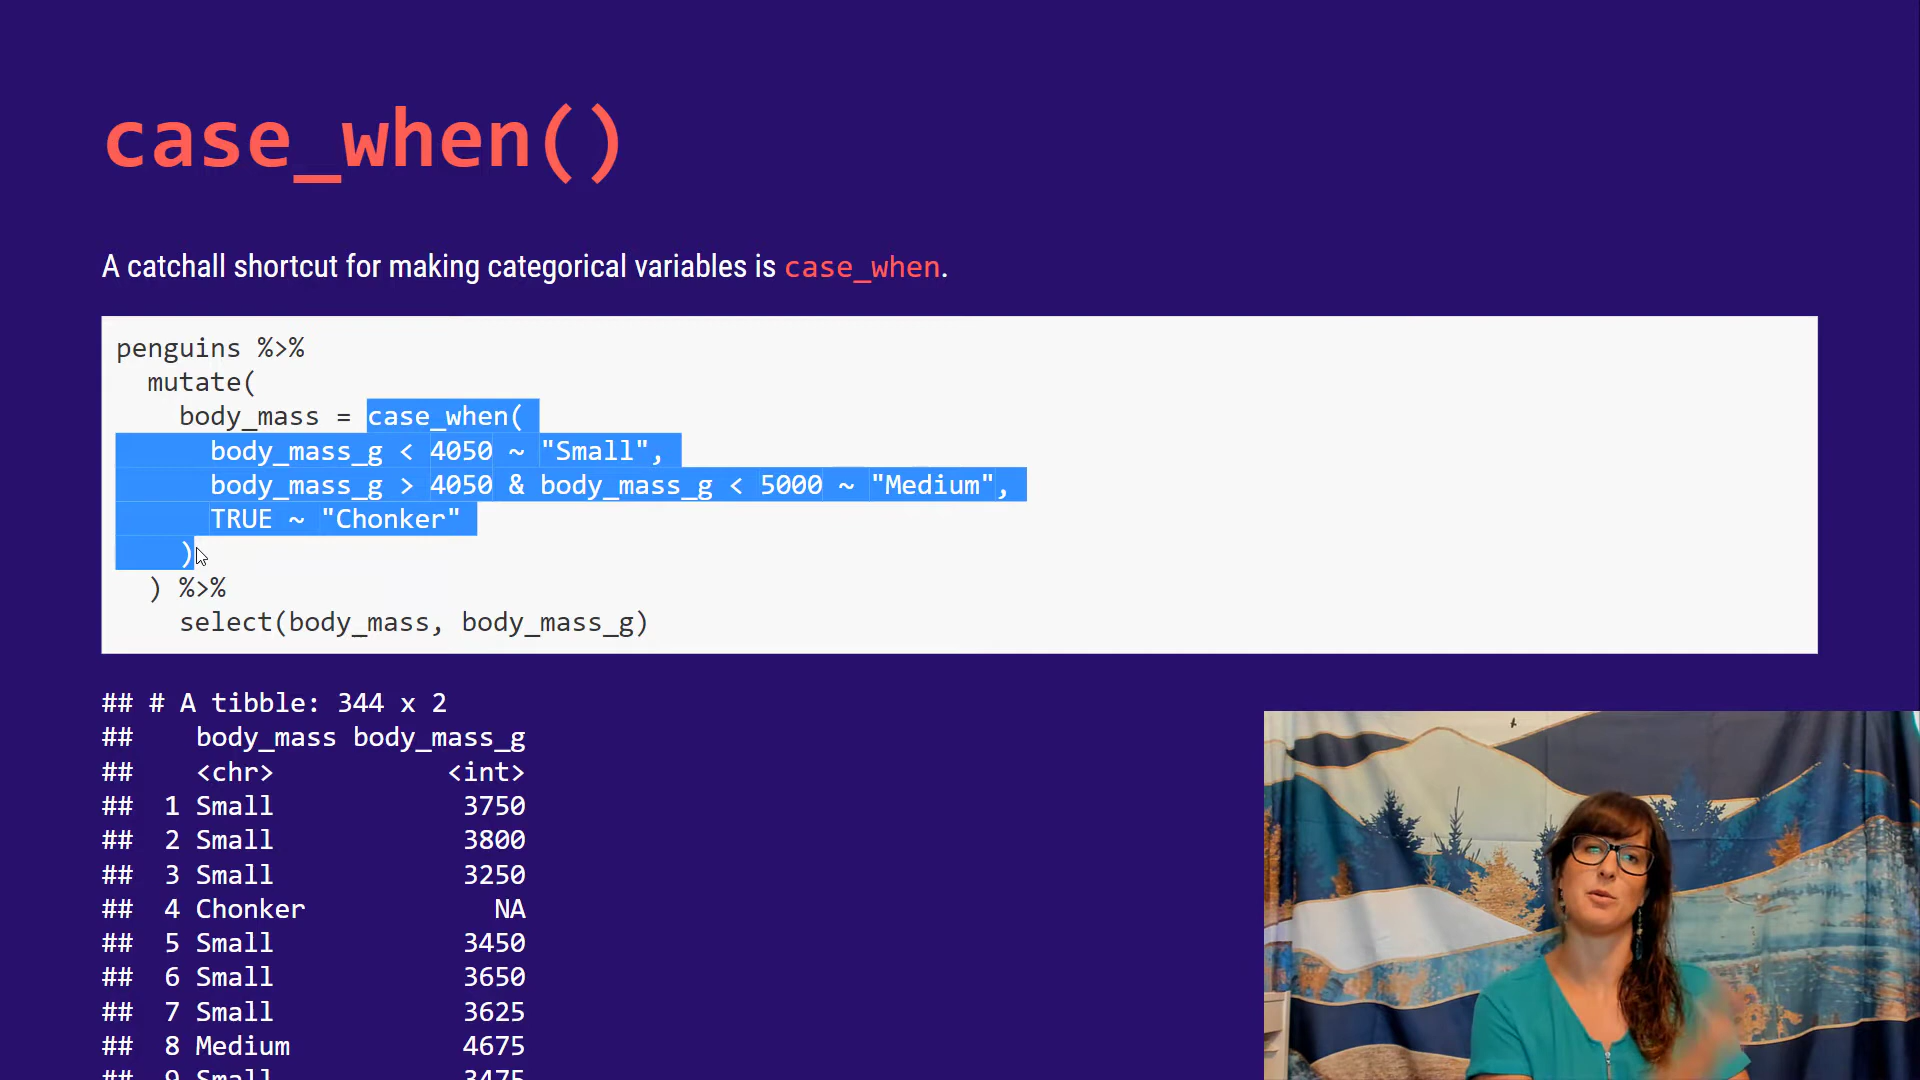 case_when()
A catchall shortcut for making categorical variables is case_when.
penguins %>%
  mutate(
    body_mass = case_when(
      body_mass_g < 4050 ~ "Small",
      body_mass_g > 4050 & body_mass_g < 5000 ~ "Medium",
      TRUE ~ "Chonker"
    )
  ) %>%
    select(body_mass, body_mass_g)
## # A tibble: 344 x 2
##    body_mass body_mass_g
##    <chr>           <int>
##  1 Small            3750
##  2 Small            3800
##  3 Small            3250
##  4 Chonker            NA
##  5 Small            3450
##  6 Small            3650
##  7 Small            3625
##  8 Medium           4675
##  9 Small            3475